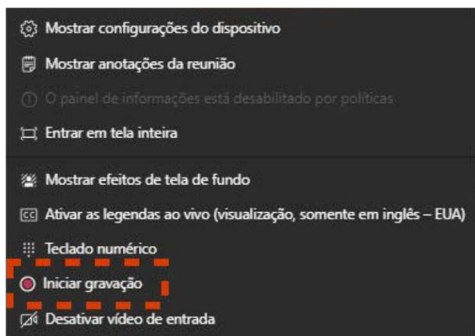 Mostrar configurações do dispositivo
Mostrar anotações da reunião
O painel de informações está desabilitado por políticas
Entrar em tela inteira
Mostrar efeitos de tela de fundo
CC Ativar as legendas ao vivo (visualização, somente em inglês – EUA)
Teclado numérico
Iniciar gravação
Desativar vídeo de entrada